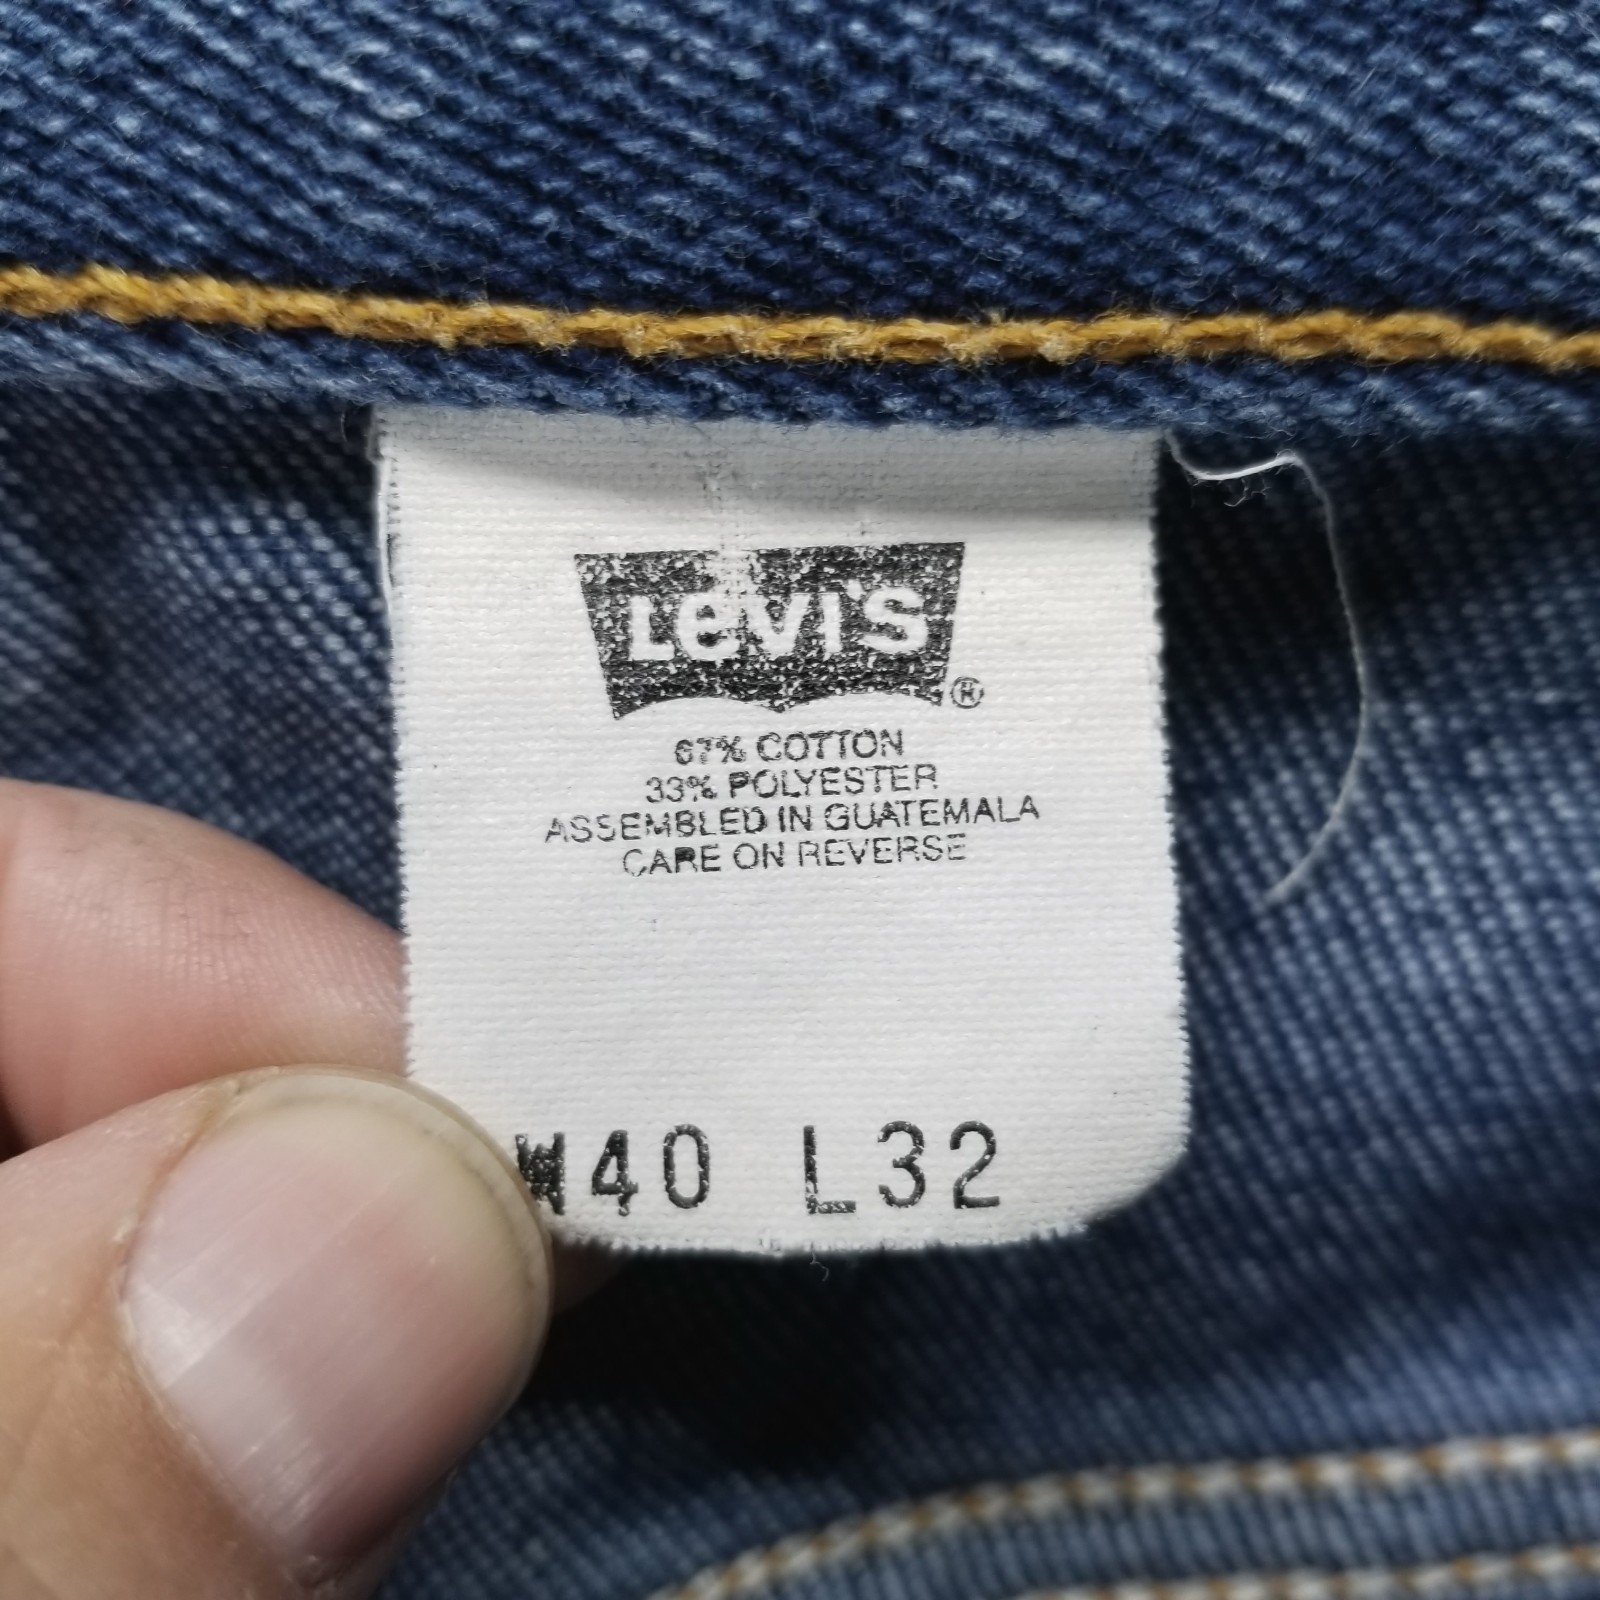 LeVI'S ®
67% COTTON
33% POLYESTER
ASSEMBLED IN GUATEMALA
CARE ON REVERSE
W40 L32